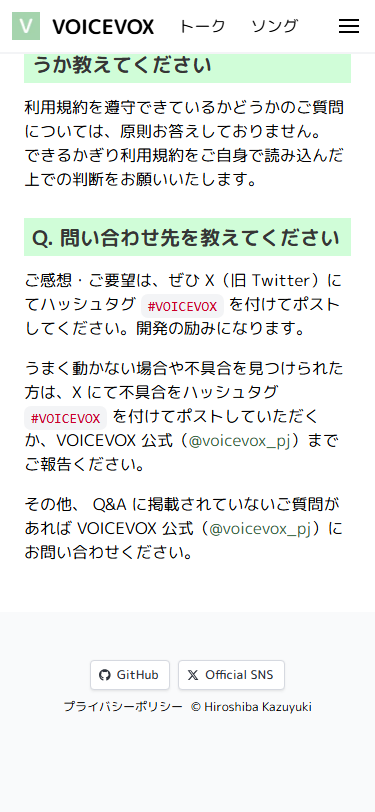 V VOICEVOX トーク ソング
うか教えてください
利用規約を遵守できているかどうかのご質問
については、原則お答えしておりません。
できるかぎり利用規約をご自身で読み込んだ
上での判断をお願いいたします。
Q. 問い合わせ先を教えてください
ご感想・ご要望は、ぜひ X（旧 Twitter）に
てハッシュタグ #VOICEVOX を付けてポスト
してください。開発の励みになります。
うまく動かない場合や不具合を見つけられた
方は、X にて不具合をハッシュタグ
#VOICEVOX を付けてポストしていただく
か、VOICEVOX 公式（@voicevox_pj）まで
ご報告ください。
その他、 Q&A に掲載されていないご質問が
あれば VOICEVOX 公式（@voicevox_pj）に
お問い合わせください。
GitHub Official SNS
プライバシーポリシー © Hiroshiba Kazuyuki